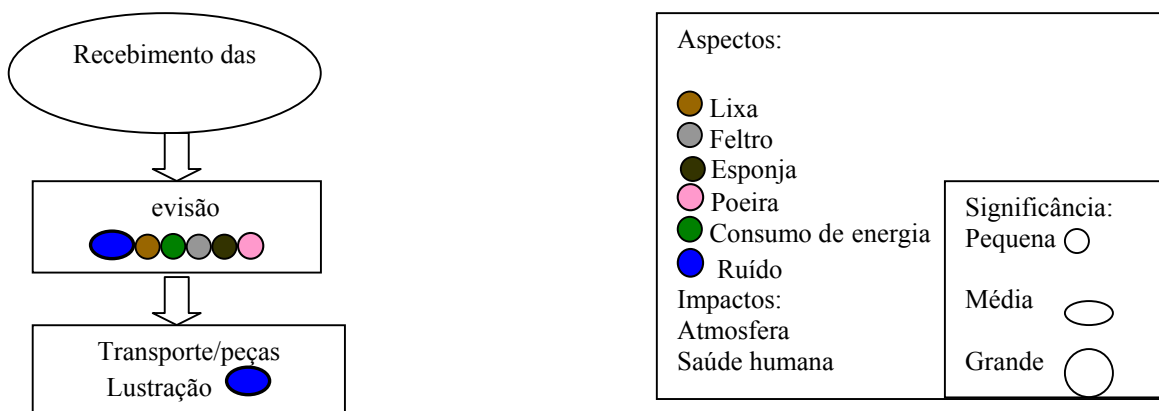 Recebimento das
evisão
Transporte/peças
Lustração
Aspectos:
Lixa
Feltro
Esponja
Poeira
Consumo de energia
Ruído
Impactos:
Atmosfera
Saúde humana
Significância:
Pequena
Média
Grande